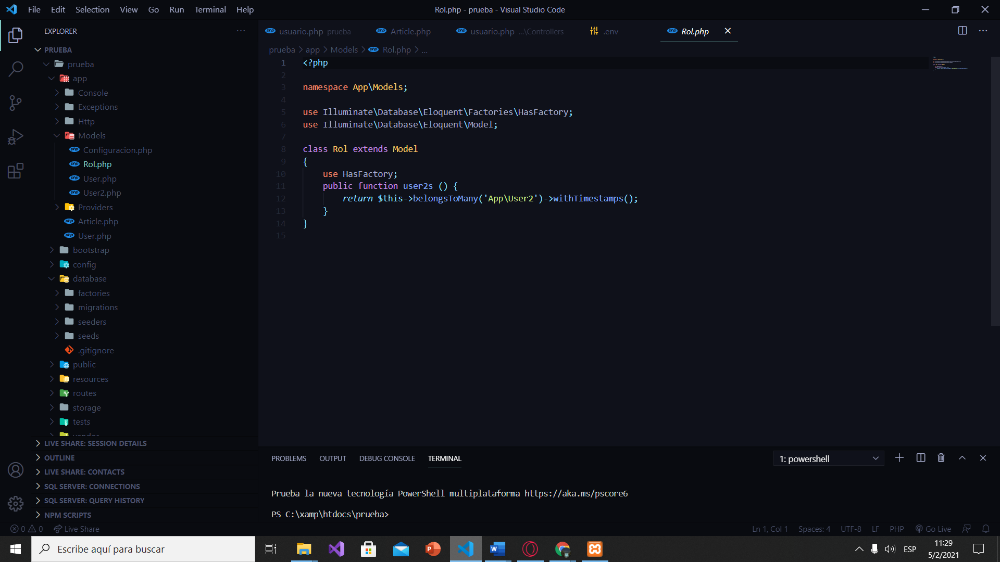 File Edit Selection View Go Run Terminal Help
Rol.php - prueba - Visual Studio Code
EXPLORER
PRUEBA
prueba
app
Console
Exceptions
Http
Models
Configuracion.php
Rol.php
User.php
User2.php
Providers
Article.php
User.php
bootstrap
config
database
factories
migrations
seeders
seeds
.gitignore
public
resources
routes
storage
tests
vendor
LIVE SHARE: SESSION DETAILS
OUTLINE
LIVE SHARE: CONTACTS
SQL SERVER: CONNECTIONS
SQL SERVER: QUERY HISTORY
NPM SCRIPTS
usuario.php prueba
Article.php
usuario.php ...\Controllers
.env
Rol.php
prueba > app > Models > Rol.php > ...
1 <?php
2
3 namespace App\Models;
4
5 use Illuminate\Database\Eloquent\Factories\HasFactory;
6 use Illuminate\Database\Eloquent\Model;
7
8 class Rol extends Model
9 {
10 use HasFactory;
11 public function user2s () {
12 return $this->belongsToMany('App\User2')->withTimestamps();
13 }
14 }
15
PROBLEMS OUTPUT DEBUG CONSOLE TERMINAL
1: powershell
Prueba la nueva tecnología PowerShell multiplataforma https://aka.ms/pscore6
PS C:\xamp\htdocs\prueba>
0 0 Live Share
Ln 1, Col 1 Spaces: 4 UTF-8 LF PHP Go Live
Escribe aquí para buscar
ESP
11:29
5/2/2021